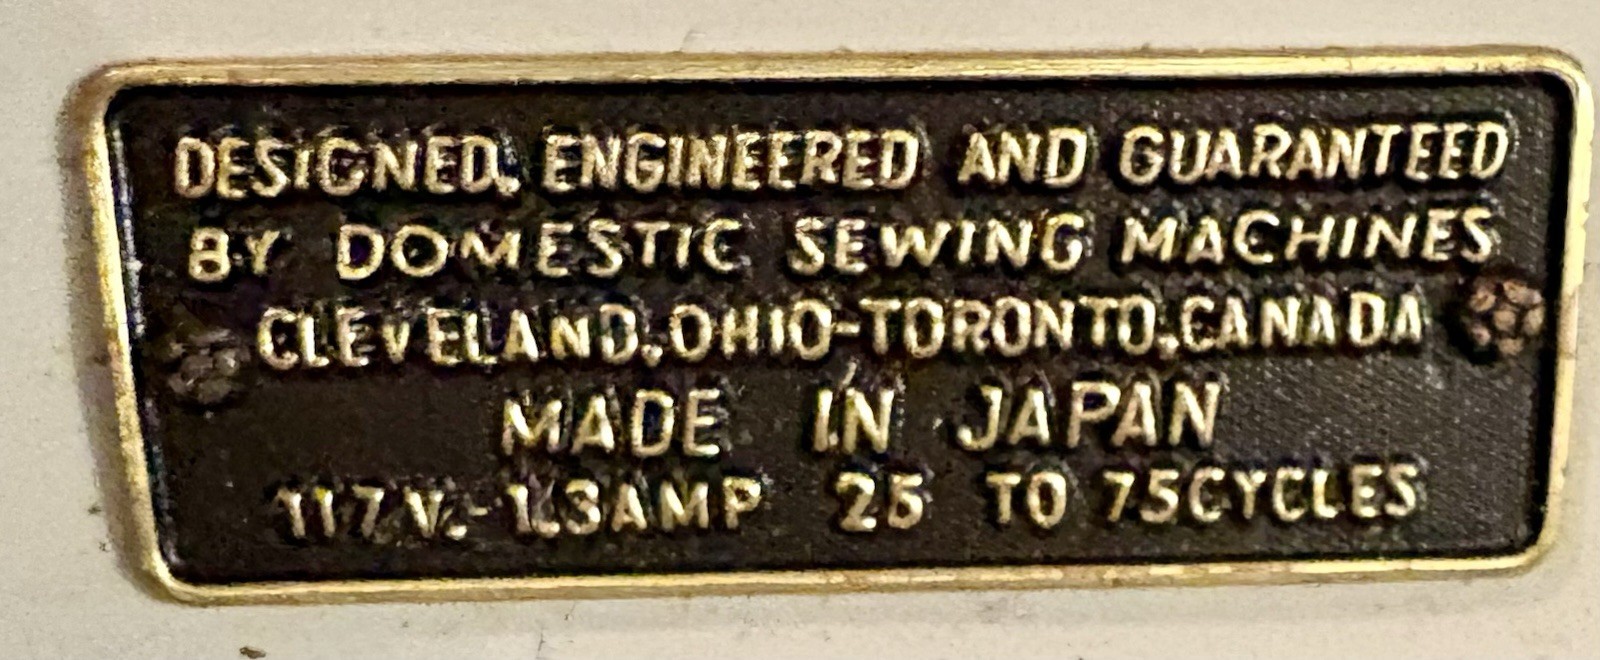 DESIGNED, ENGINEERED AND GUARANTEED
BY DOMESTIC SEWING MACHINES
CLEVELAND, OHIO-TORONTO, CANADA
MADE IN JAPAN
117 V.- 1.3AMP 25 TO 75CYCLES